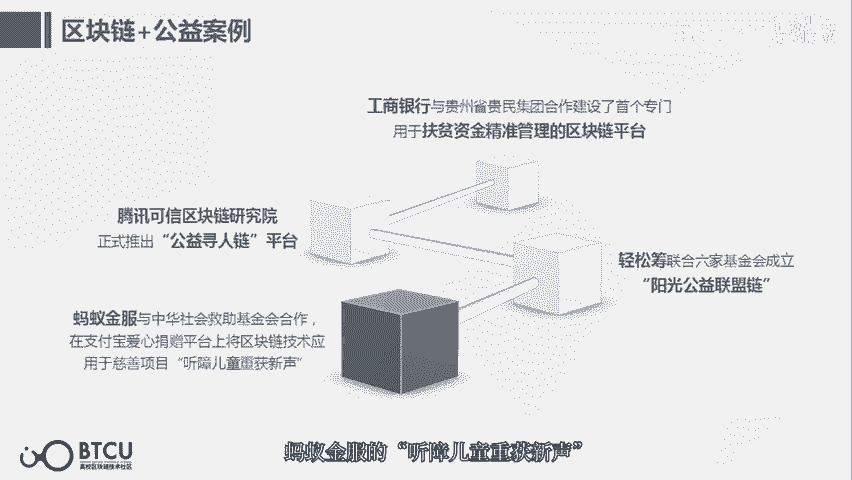 区块链+公益案例
工商银行与贵州省贵民集团合作建设了首个专门
用于扶贫资金精准管理的区块链平台
腾讯可信区块链研究院
正式推出“公益寻人链”平台
轻松筹联合六家基金会成立
“阳光公益联盟链”
蚂蚁金服与中华社会救助基金会合作，
在支付宝爱心捐赠平台上将区块链技术应
用于慈善项目“听障儿童重获新声”
BTCU
高校区块链技术社区
蚂蚁金服的“听障儿童重获新声”